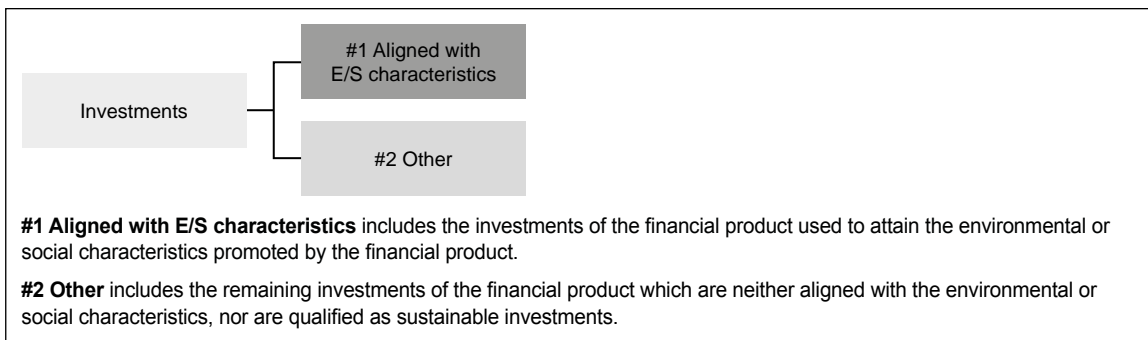 #1 Aligned with
E/S characteristics
Investments
#2 Other
#1 Aligned with E/S characteristics includes the investments of the financial product used to attain the environmental or
social characteristics promoted by the financial product.
#2 Other includes the remaining investments of the financial product which are neither aligned with the environmental or
social characteristics, nor are qualified as sustainable investments.